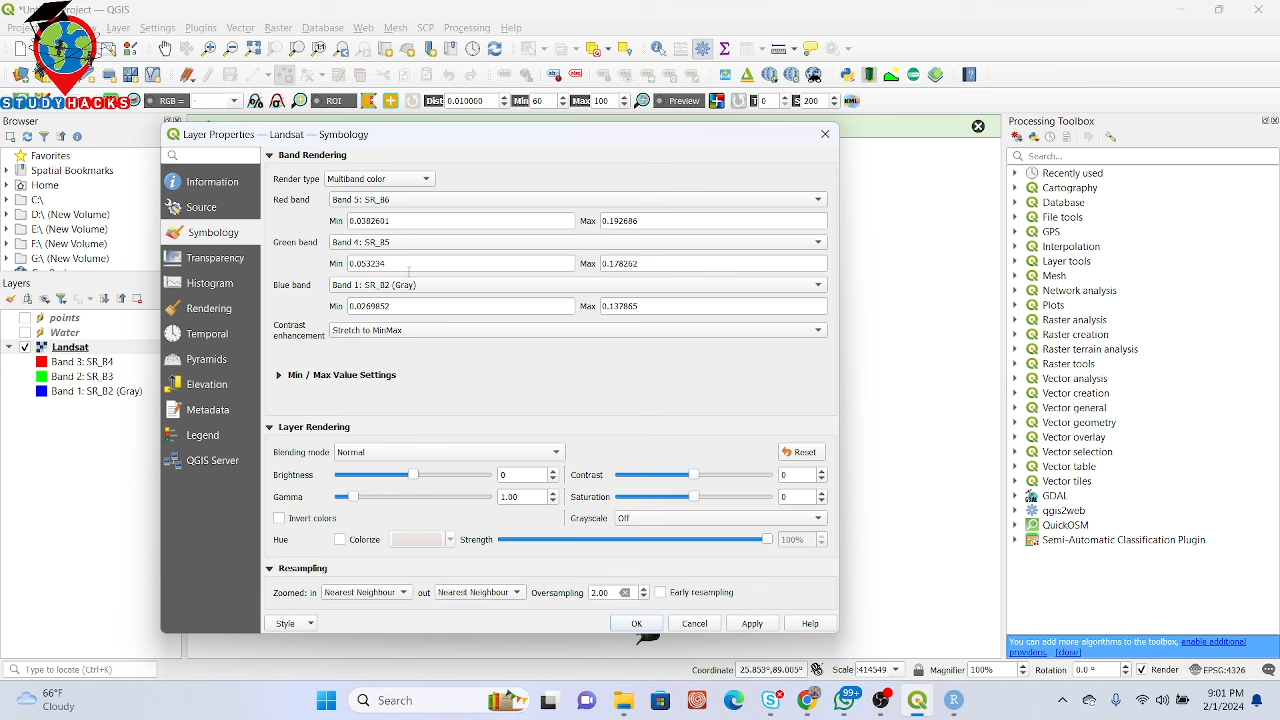 *Untitled Project — QGIS
Layer Settings Plugins Vector Raster Database Web Mesh SCP Processing Help
STUDYHACKS
RGB = ROI Dist 0.010000 Min 60 Max 100 Preview T 0 S 200 KML
Browser
Favorites
Spatial Bookmarks
Home
C:\
D:\ (New Volume)
E:\ (New Volume)
F:\ (New Volume)
G:\ (New Volume)
Layers
points
Water
Landsat
Band 3: SR_B4
Band 2: SR_B3
Band 1: SR_B2 (Gray)
Layer Properties — Landsat — Symbology
Information
Source
Symbology
Transparency
Histogram
Rendering
Temporal
Pyramids
Elevation
Metadata
Legend
QGIS Server
Band Rendering
Render type Multiband color
Red band Band 5: SR_B6
Min 0.0382601 Max 0.192686
Green band Band 4: SR_B5
Min 0.053234 Max 0.178262
Blue band Band 1: SR_B2 (Gray)
Min 0.0269852 Max 0.137865
Contrast enhancement Stretch to MinMax
Min / Max Value Settings
Layer Rendering
Blending mode Normal Reset
Brightness 0 Contrast 0
Gamma 1.00 Saturation 0
Invert colors Grayscale Off
Hue Colorize Strength 100%
Resampling
Zoomed: in Nearest Neighbour out Nearest Neighbour Oversampling 2.00 Early resampling
Style OK Cancel Apply Help
Processing Toolbox
Search...
Recently used
Cartography
Database
File tools
GPS
Interpolation
Layer tools
Mesh
Network analysis
Plots
Raster analysis
Raster creation
Raster terrain analysis
Raster tools
Vector analysis
Vector creation
Vector general
Vector geometry
Vector overlay
Vector selection
Vector table
Vector tiles
GDAL
qgis2web
QuickOSM
Semi-Automatic Classification Plugin
You can add more algorithms to the toolbox, enable additional
providers. [close]
Type to locate (Ctrl+K) Coordinate 25.853°,89.005° Scale :414549 Magnifier 100% Rotation 0.0 ° Render EPSG:4326
66°F
Cloudy
Search
99+
9:01 PM
2/1/2024